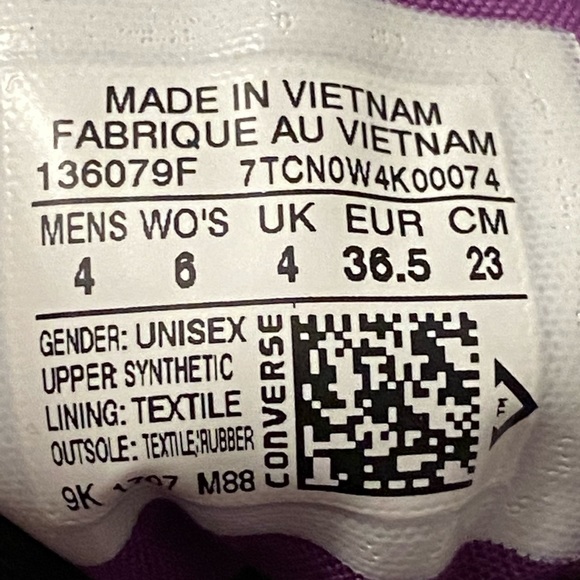 MADE IN VIETNAM
FABRIQUE AU VIETNAM
136079F 7TCN0W4K00074
MENS WO'S UK EUR CM
4 6 4 36.5 23
GENDER: UNISEX
UPPER SYNTHETIC
LINING: TEXTILE
OUTSOLE: TEXTILE/RUBBER
9K M88
CONVERSE
TM